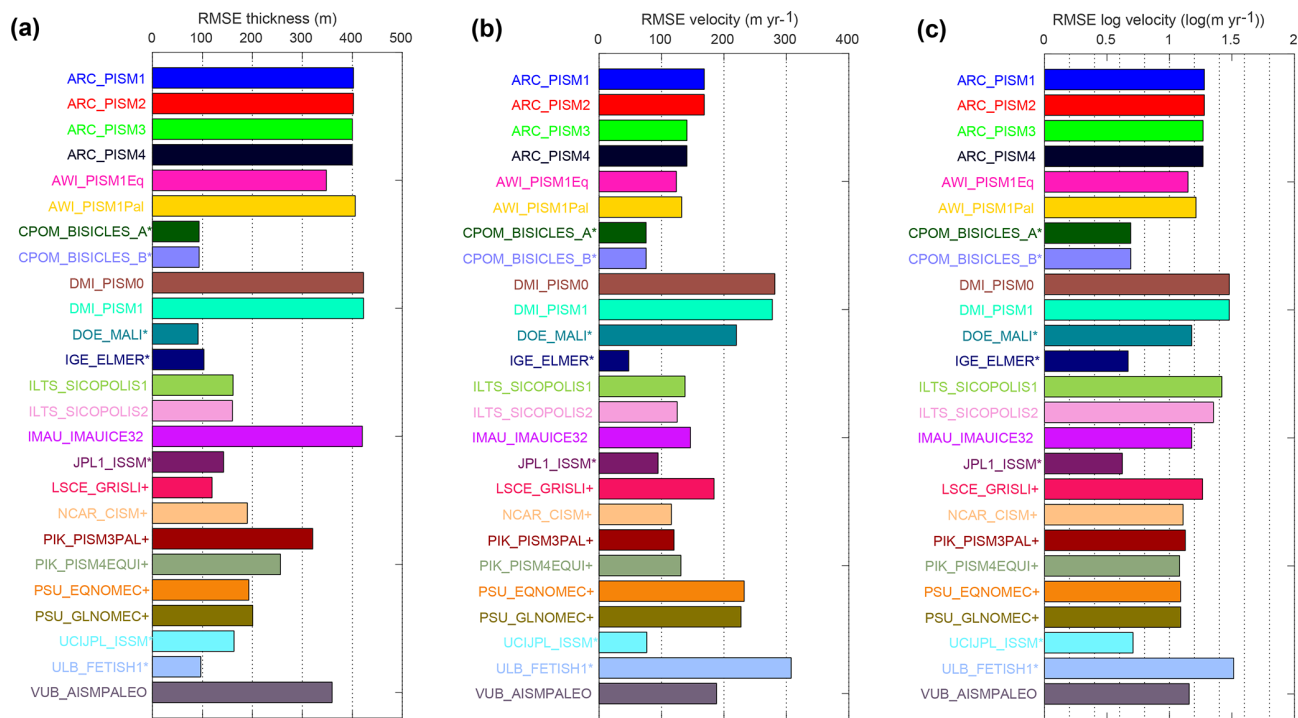 (a)
RMSE thickness (m)
0 100 200 300 400 500
ARC_PISM1
ARC_PISM2
ARC_PISM3
ARC_PISM4
AWI_PISM1Eq
AWI_PISM1Pal
CPOM_BISICLES_A*
CPOM_BISICLES_B*
DMI_PISM0
DMI_PISM1
DOE_MALI*
IGE_ELMER*
ILTS_SICOPOLIS1
ILTS_SICOPOLIS2
IMAU_IMAUICE32
JPL1_ISSM*
LSCE_GRISLI+
NCAR_CISM+
PIK_PISM3PAL+
PIK_PISM4EQUI+
PSU_EQNOMEC+
PSU_GLNOMEC+
UCIJPL_ISSM*
ULB_FETISH1*
VUB_AISMPALEO
(b)
RMSE velocity (m yr-1)
0 100 200 300 400
ARC_PISM1
ARC_PISM2
ARC_PISM3
ARC_PISM4
AWI_PISM1Eq
AWI_PISM1Pal
CPOM_BISICLES_A*
CPOM_BISICLES_B*
DMI_PISM0
DMI_PISM1
DOE_MALI*
IGE_ELMER*
ILTS_SICOPOLIS1
ILTS_SICOPOLIS2
IMAU_IMAUICE32
JPL1_ISSM*
LSCE_GRISLI+
NCAR_CISM+
PIK_PISM3PAL+
PIK_PISM4EQUI+
PSU_EQNOMEC+
PSU_GLNOMEC+
UCIJPL_ISSM*
ULB_FETISH1*
VUB_AISMPALEO
(c)
RMSE log velocity (log(m yr-1))
0 0.5 1 1.5 2
ARC_PISM1
ARC_PISM2
ARC_PISM3
ARC_PISM4
AWI_PISM1Eq
AWI_PISM1Pal
CPOM_BISICLES_A*
CPOM_BISICLES_B*
DMI_PISM0
DMI_PISM1
DOE_MALI*
IGE_ELMER*
ILTS_SICOPOLIS1
ILTS_SICOPOLIS2
IMAU_IMAUICE32
JPL1_ISSM*
LSCE_GRISLI+
NCAR_CISM+
PIK_PISM3PAL+
PIK_PISM4EQUI+
PSU_EQNOMEC+
PSU_GLNOMEC+
UCIJPL_ISSM*
ULB_FETISH1*
VUB_AISMPALEO